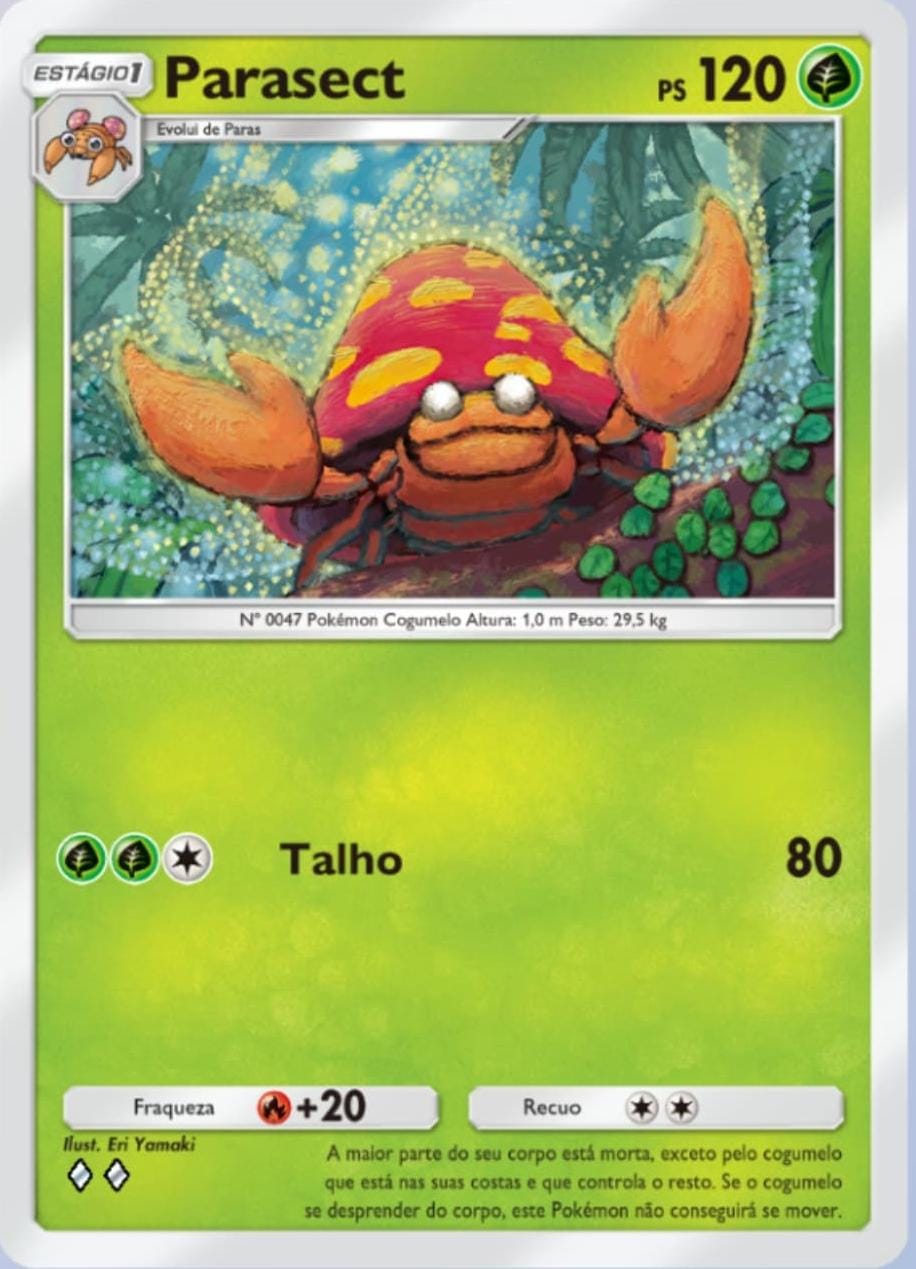 ESTÁGIO 1 Parasect PS 120
Evolui de Paras
N° 0047 Pokémon Cogumelo Altura: 1,0 m Peso: 29,5 kg
Talho 80
Fraqueza +20 Recuo
Ilust. Eri Yamaki
A maior parte do seu corpo está morta, exceto pelo cogumelo
que está nas suas costas e que controla o resto. Se o cogumelo
se desprender do corpo, este Pokémon não conseguirá se mover.